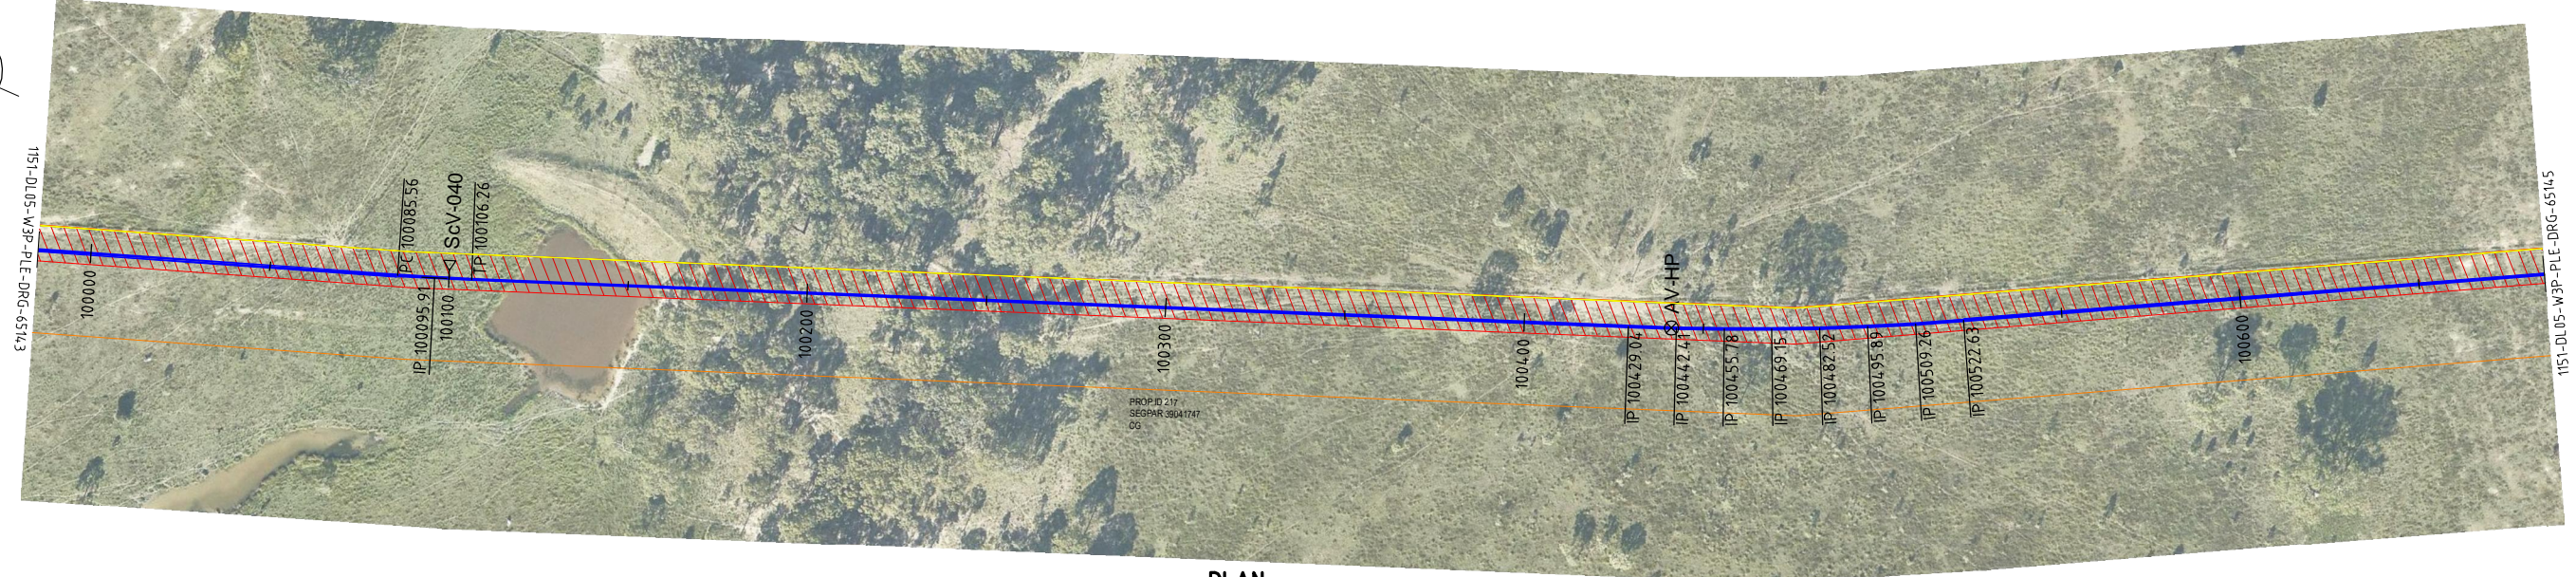 1151-DL05-W3P-PLE-DRG-65143
100000
PC 100085.56
IP 100095.91
100100
ScV-040
TP 100106.26
100200
100300
PROP.ID 217
SEGPAR 39041747
CG
100400
IP 100429.04
AV-HP
IP 100442.41
IP 100455.78
IP 100469.15
IP 100482.52
IP 100495.89
IP 100509.26
IP 100522.63
100600
1151-DL05-W3P-PLE-DRG-65145
PLAN